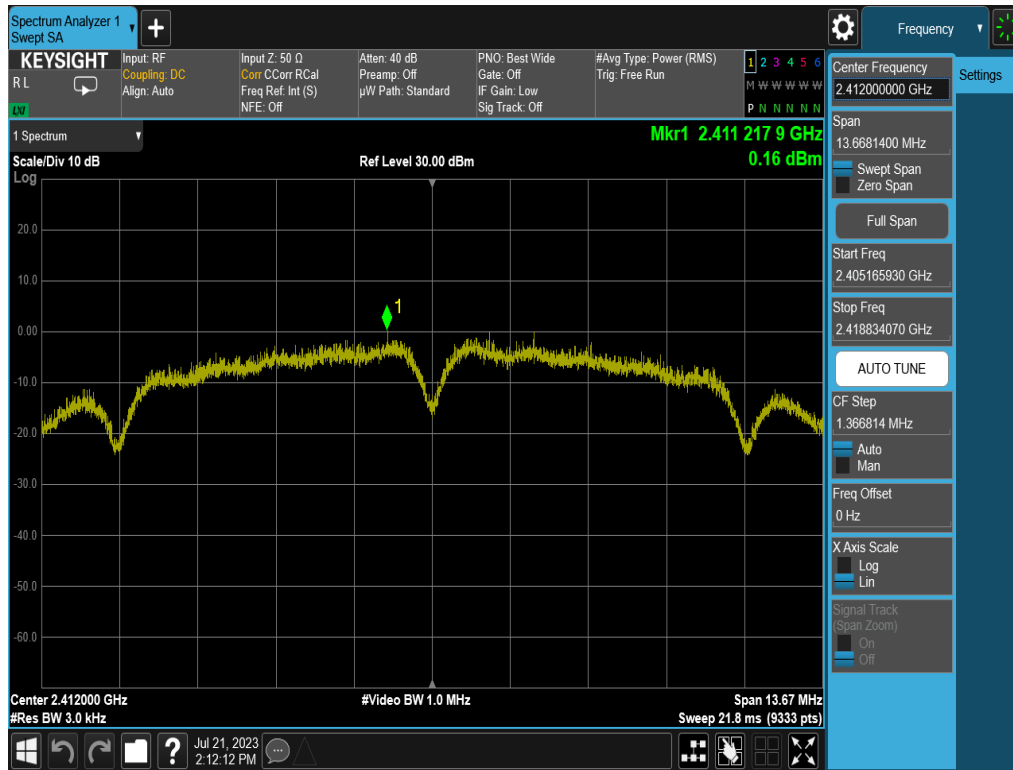 Spectrum Analyzer 1
Swept SA
+
Frequency
KEYSIGHT
R L
LXI
Input: RF
Coupling: DC
Align: Auto
Input Z: 50 Ω
Corr CCorr RCal
Freq Ref: Int (S)
NFE: Off
Atten: 40 dB
Preamp: Off
µW Path: Standard
PNO: Best Wide
Gate: Off
IF Gain: Low
Sig Track: Off
#Avg Type: Power (RMS)
Trig: Free Run
1 2 3 4 5 6
M W W W W W
P N N N N N
1 Spectrum
Scale/Div 10 dB
Log
Ref Level 30.00 dBm
Mkr1 2.411 217 9 GHz
0.16 dBm
20.0
10.0
0.00
-10.0
-20.0
-30.0
-40.0
-50.0
-60.0
1
Center 2.412000 GHz
#Res BW 3.0 kHz
#Video BW 1.0 MHz
Span 13.67 MHz
Sweep 21.8 ms (9333 pts)
Center Frequency
2.412000000 GHz
Settings
Span
13.6681400 MHz
Swept Span
Zero Span
Full Span
Start Freq
2.405165930 GHz
Stop Freq
2.418834070 GHz
AUTO TUNE
CF Step
1.366814 MHz
Auto
Man
Freq Offset
0 Hz
X Axis Scale
Log
Lin
Signal Track
(Span Zoom)
On
Off
?
Jul 21, 2023
2:12:12 PM